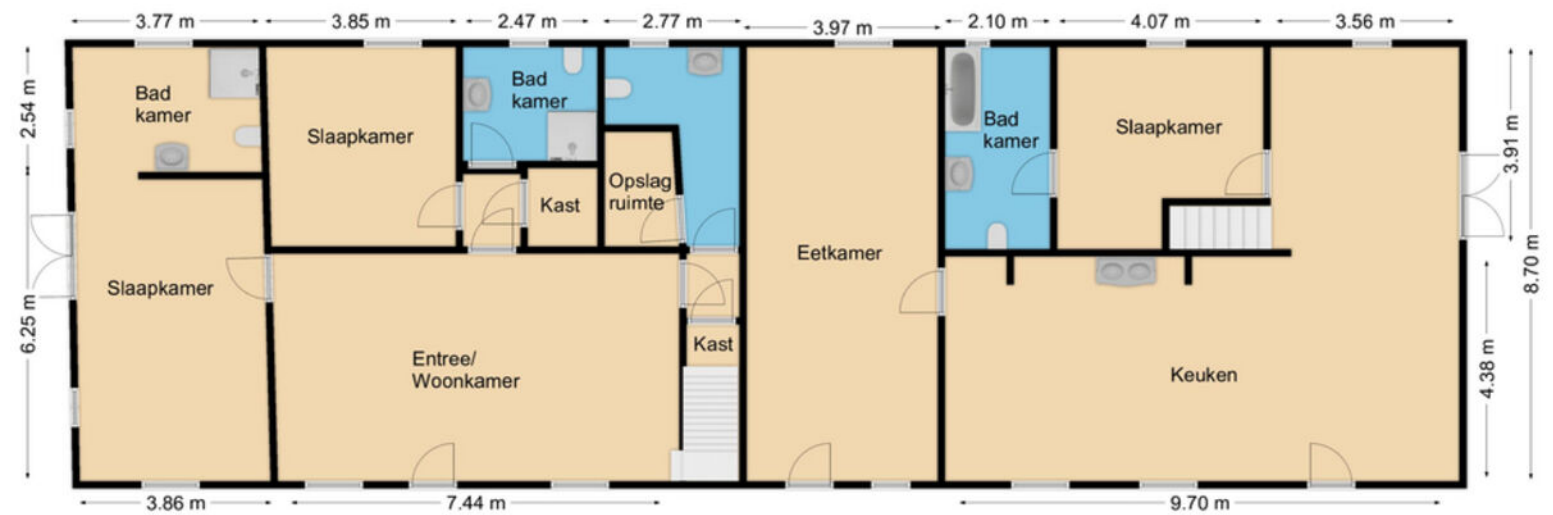 3.77 m
3.85 m
2.47 m
2.77 m
3.97 m
2.10 m
4.07 m
3.56 m
2.54 m
6.25 m
Bad
kamer
Slaapkamer
Bad
kamer
Opslag
ruimte
Kast
Slaapkamer
Entree/
Woonkamer
Kast
Eetkamer
Bad
kamer
Slaapkamer
Keuken
3.91 m
8.70 m
4.38 m
3.86 m
7.44 m
9.70 m